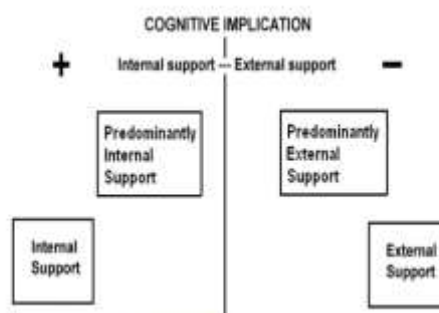 COGNITIVE IMPLICATION
+ Internal support --- External support −
Predominantly
Internal
Support
Predominantly
External
Support
Internal
Support
External
Support